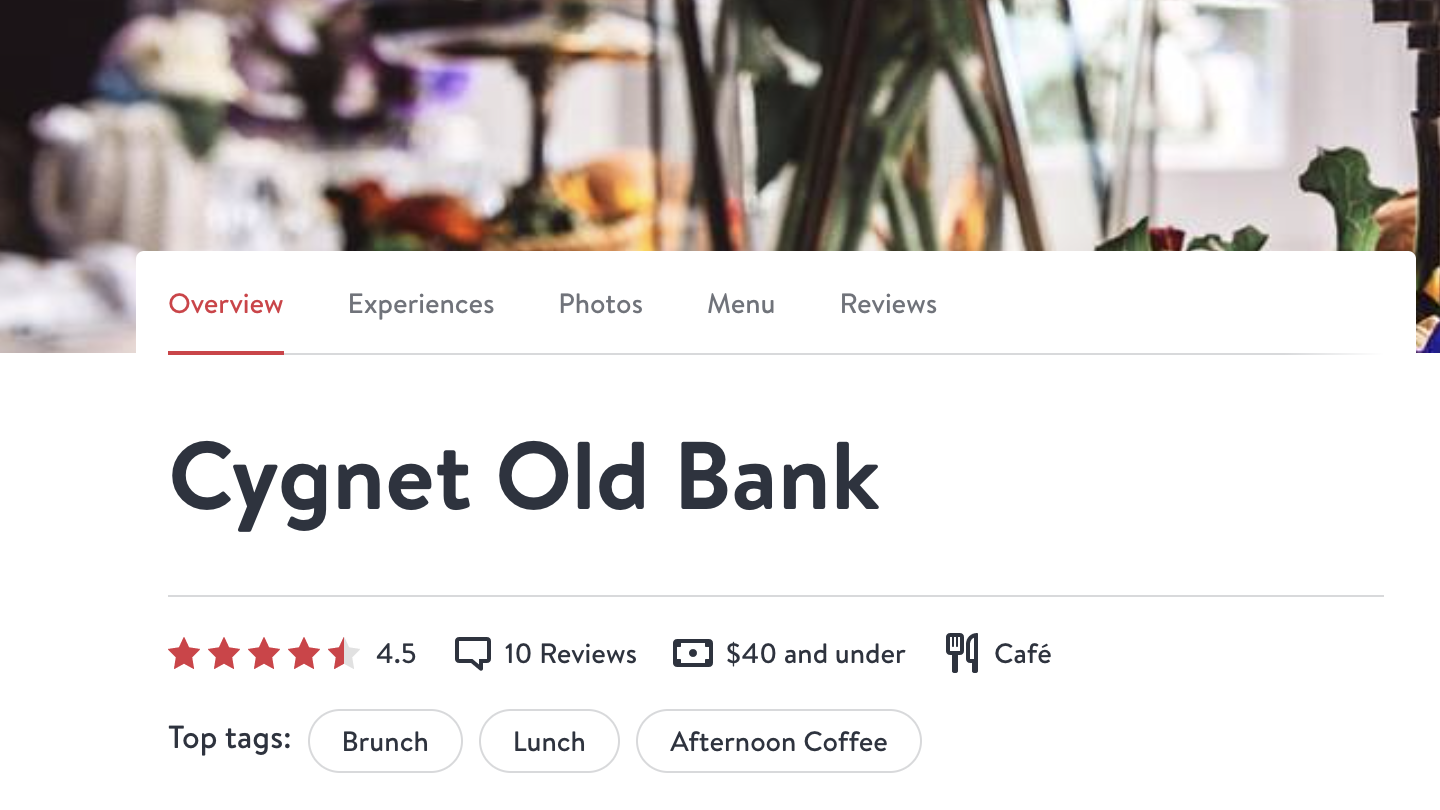 Overview Experiences Photos Menu Reviews
Cygnet Old Bank
4.5 10 Reviews $40 and under Café
Top tags: Brunch Lunch Afternoon Coffee